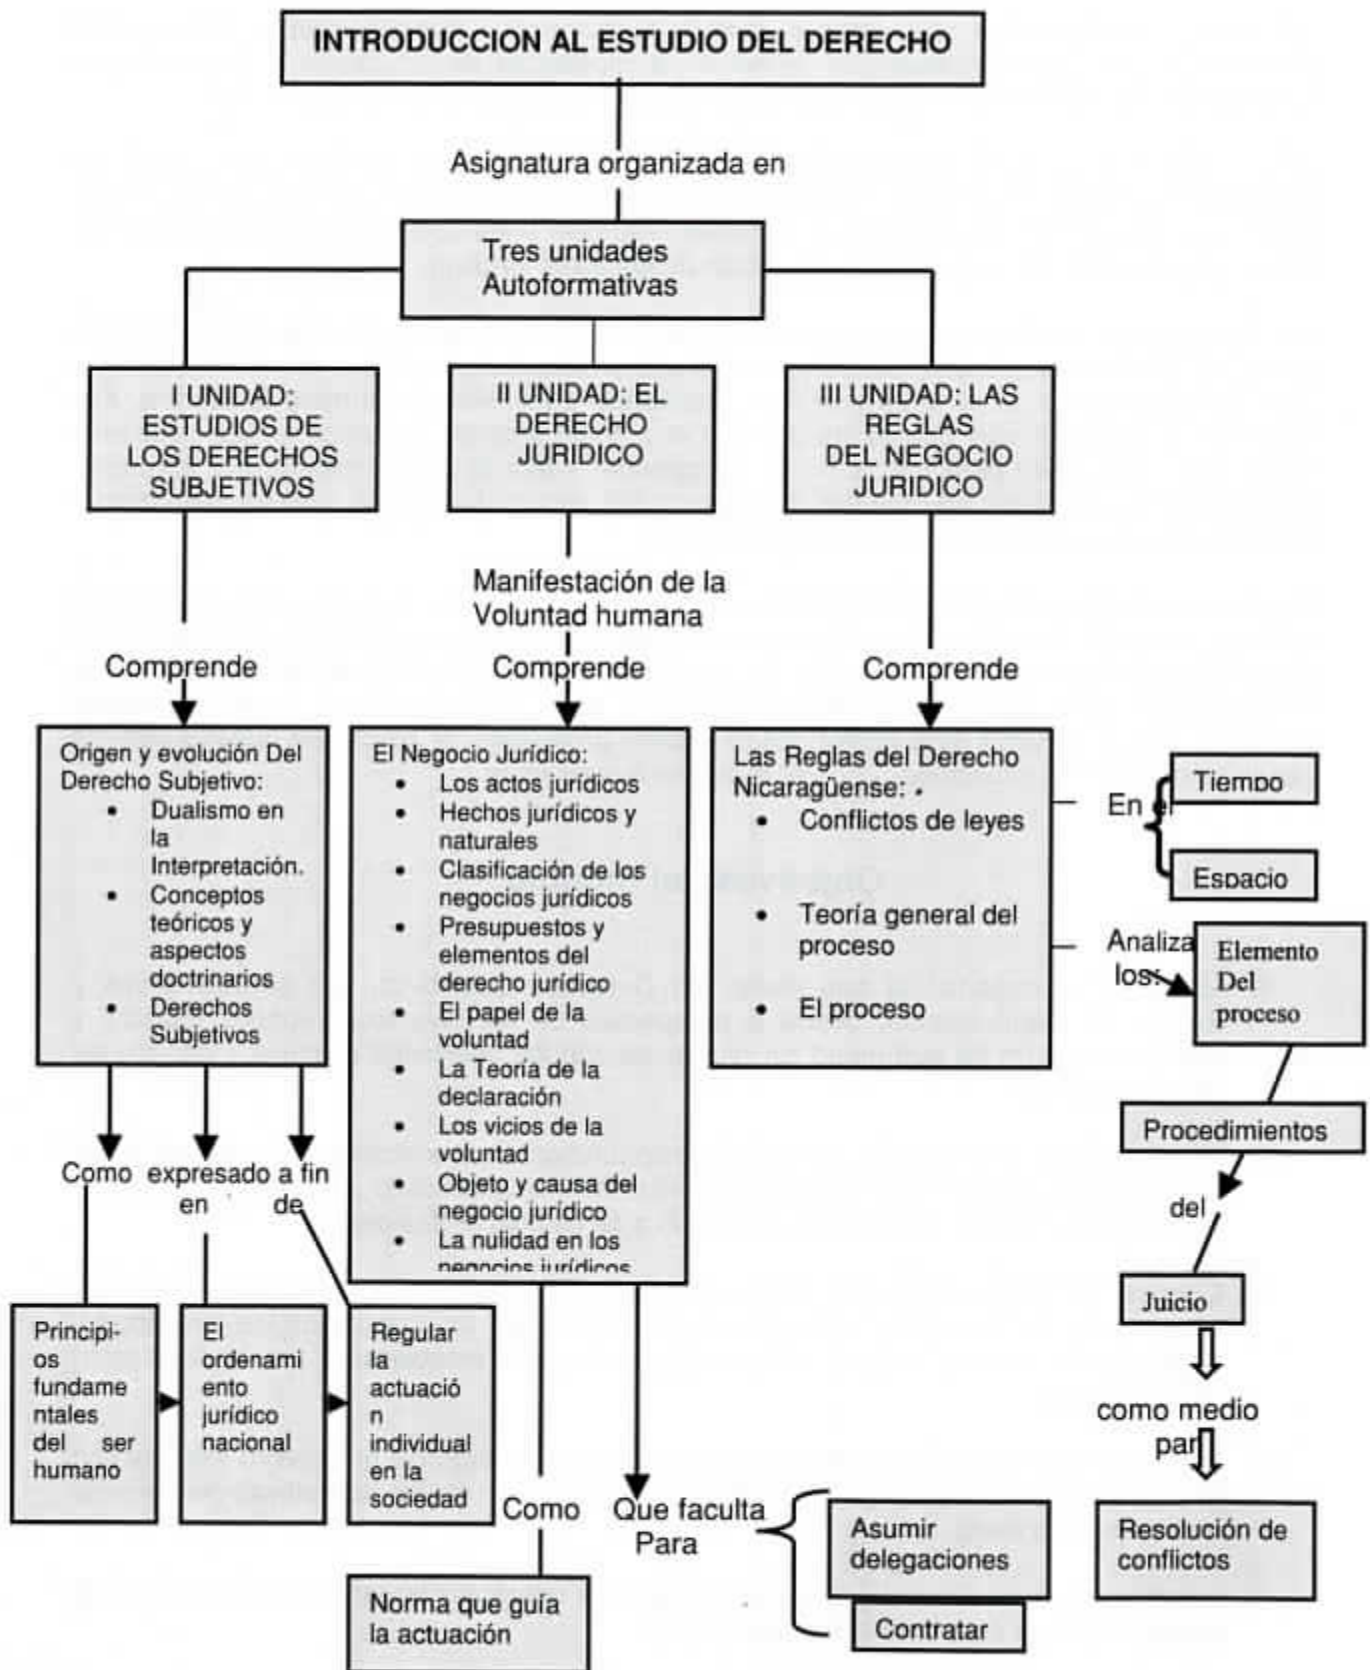 INTRODUCCION AL ESTUDIO DEL DERECHO
Asignatura organizada en
Tres unidades
Autoformativas
I UNIDAD:
ESTUDIOS DE
LOS DERECHOS
SUBJETIVOS
II UNIDAD: EL
DERECHO
JURIDICO
III UNIDAD: LAS
REGLAS
DEL NEGOCIO
JURIDICO
Manifestación de la
Voluntad humana
Comprende
Comprende
Comprende
Origen y evolución Del
Derecho Subjetivo:
• Dualismo en
la
Interpretación.
• Conceptos
teóricos y
aspectos
doctrinarios
• Derechos
Subjetivos
El Negocio Jurídico:
• Los actos jurídicos
• Hechos jurídicos y
naturales
• Clasificación de los
negocios jurídicos
• Presupuestos y
elementos del
derecho jurídico
• El papel de la
voluntad
• La Teoría de la
declaración
• Los vicios de la
voluntad
• Objeto y causa del
negocio jurídico
• La nulidad en los
negocios jurídicos
Las Reglas del Derecho
Nicaragüense:
• Conflictos de leyes
• Teoría general del
proceso
• El proceso
En el
Tiempo
Espacio
Analiza
los:
Elemento
Del
proceso
Procedimientos
del
Juicio
como medio
par
Resolución de
conflictos
Como expresado a fin
en de
Principi-
os
fundame
ntales
del ser
humano
El
ordenami
ento
jurídico
nacional
Regular
la
actuació
n
individual
en la
sociedad
Como
Norma que guía
la actuación
Que faculta
Para
Asumir
delegaciones
Contratar